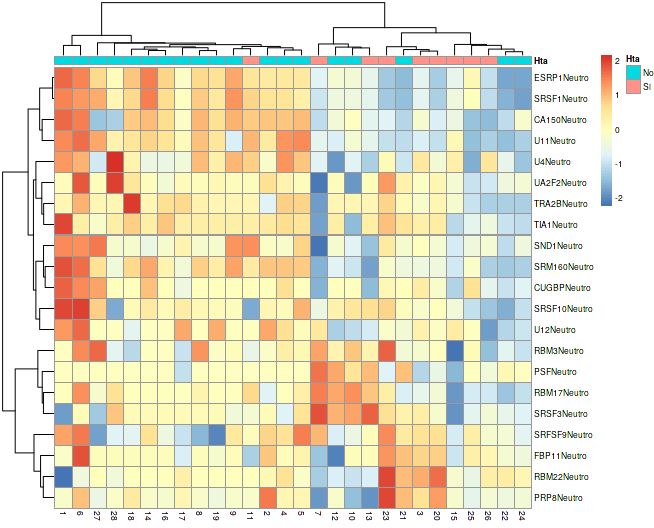 Hta
ESRP1Neutro
SRSF1Neutro
CA150Neutro
U11Neutro
U4Neutro
UA2F2Neutro
TRA2BNeutro
TIA1Neutro
SND1Neutro
SRM160Neutro
CUGBPNeutro
SRSF10Neutro
U12Neutro
RBM3Neutro
PSFNeutro
RBM17Neutro
SRSF3Neutro
SRFSF9Neutro
FBP11Neutro
RBM22Neutro
PRP8Neutro
1 6 27 28 18 14 16 17 8 19 9 11 2 4 5 7 12 10 13 23 21 3 20 15 25 26 22 24
2
1
0
-1
-2
Hta
No
Si